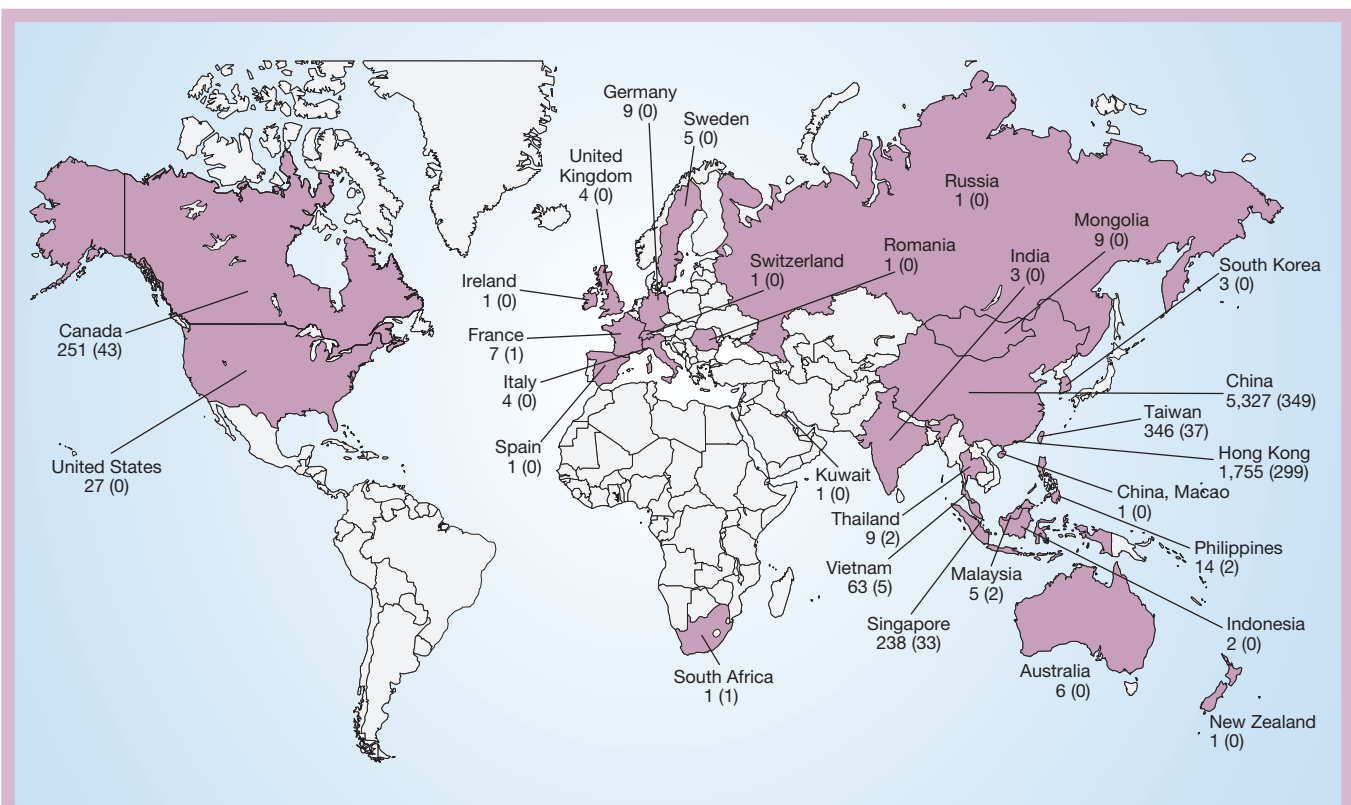 Germany
9 (0)
Sweden
5 (0)
United
Kingdom
4 (0)
Russia
1 (0)
Mongolia
9 (0)
Romania
1 (0)
India
3 (0)
Switzerland
1 (0)
South Korea
3 (0)
Ireland
1 (0)
Canada
251 (43)
France
7 (1)
Italy
4 (0)
China
5,327 (349)
Taiwan
346 (37)
Spain
1 (0)
Hong Kong
1,755 (299)
United States
27 (0)
Kuwait
1 (0)
China, Macao
1 (0)
Thailand
9 (2)
Philippines
14 (2)
Vietnam
63 (5)
Malaysia
5 (2)
Singapore
238 (33)
Indonesia
2 (0)
South Africa
1 (1)
Australia
6 (0)
New Zealand
1 (0)